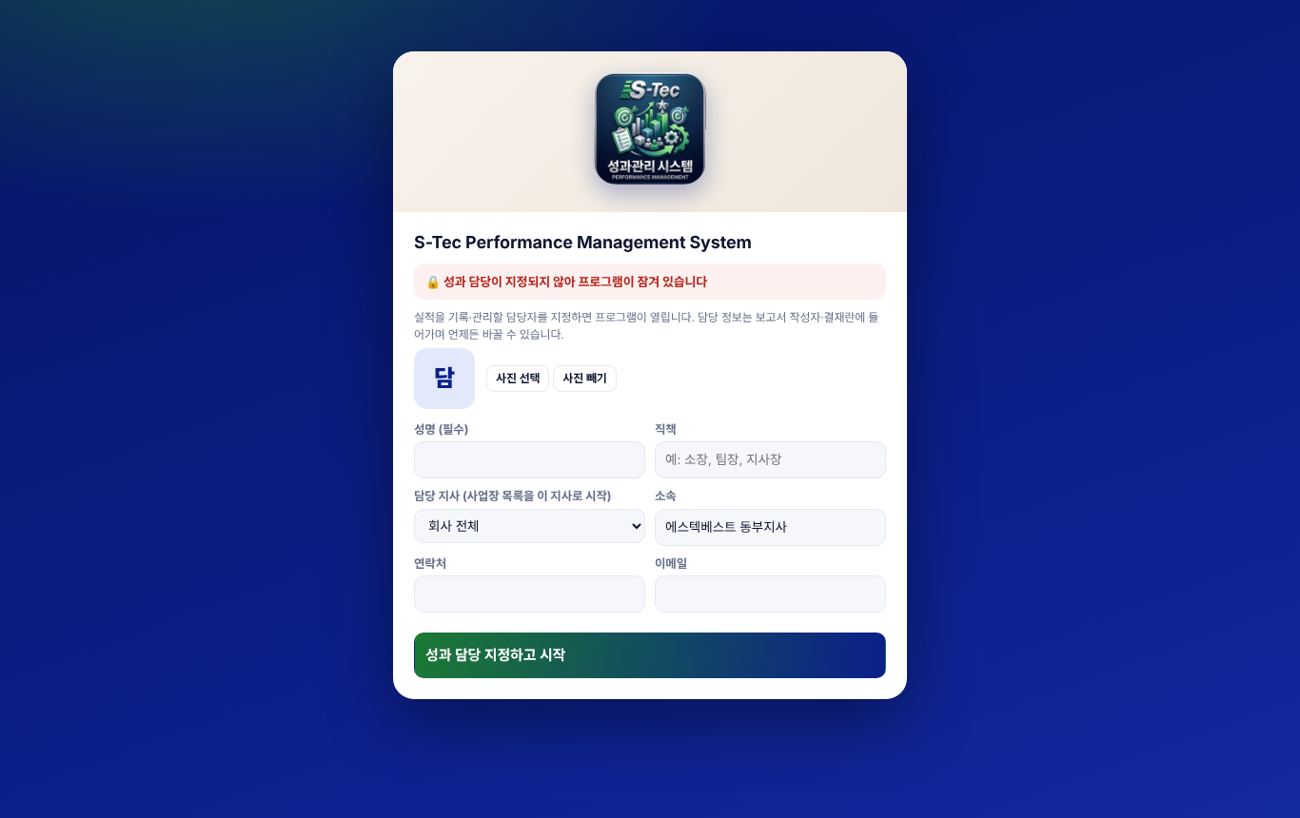 S-Tec
성과관리 시스템
PERFORMANCE MANAGEMENT
S-Tec Performance Management System
🔒 성과 담당이 지정되지 않아 프로그램이 잠겨 있습니다
실적을 기록·관리할 담당자를 지정하면 프로그램이 열립니다. 담당 정보는 보고서 작성자·결재란에 들
어가며 언제든 바꿀 수 있습니다.
담
사진 선택 사진 빼기
성명 (필수) 직책
예: 소장, 팀장, 지사장
담당 지사 (사업장 목록을 이 지사로 시작) 소속
회사 전체 에스텍베스트 동부지사
연락처 이메일
성과 담당 지정하고 시작